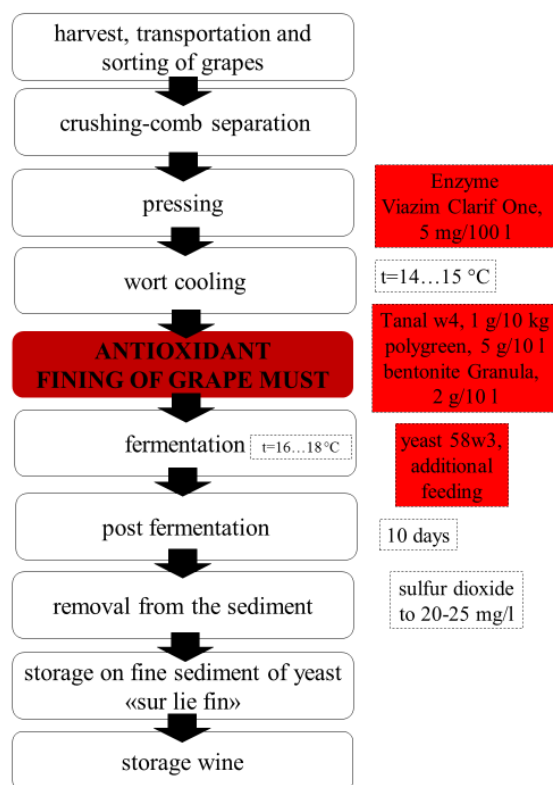 harvest, transportation and
sorting of grapes
crushing-comb separation
pressing
Enzyme
Viazim Clarif One,
5 mg/100 l
wort cooling
t=14…15 °C
ANTIOXIDANT
FINING OF GRAPE MUST
Tanal w4, 1 g/10 kg
polygreen, 5 g/10 l
bentonite Granula,
2 g/10 l
fermentation
t=16…18 °C
yeast 58w3,
additional
feeding
post fermentation
10 days
removal from the sediment
sulfur dioxide
to 20-25 mg/l
storage on fine sediment of yeast
«sur lie fin»
storage wine